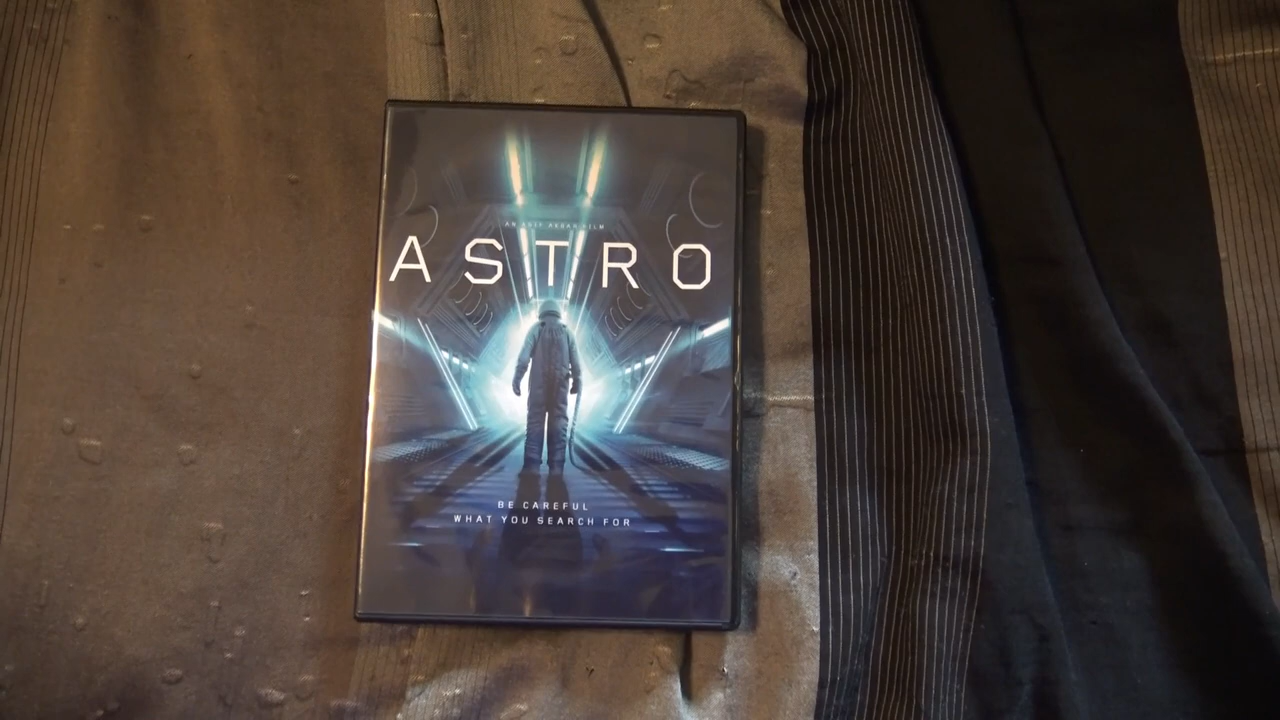 AN ASIF AKBAR FILM
ASTRO
BE CAREFUL
WHAT YOU SEARCH FOR